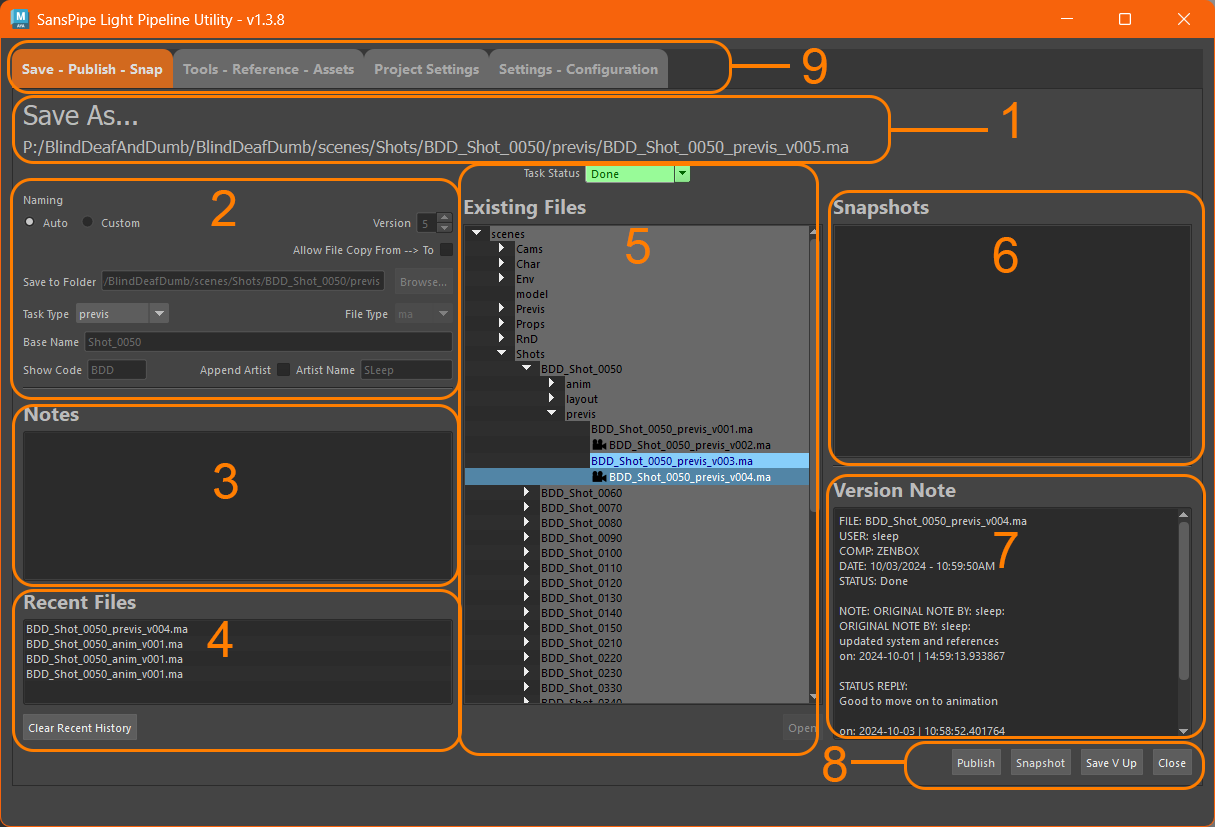 SansPipe Light Pipeline Utility - v1.3.8
Save - Publish - Snap
Tools - Reference - Assets
Project Settings
Settings - Configuration
9
Save As...
P:/BlindDeafAndDumb/BlindDeafDumb/scenes/Shots/BDD_Shot_0050/previs/BDD_Shot_0050_previs_v005.ma
1
Task Status Done
Naming
2
Auto Custom Version 5
Allow File Copy From --> To
Save to Folder /BlindDeafDumb/scenes/Shots/BDD_Shot_0050/previs Browse...
Task Type previs File Type ma
Base Name Shot_0050
Show Code BDD Append Artist Artist Name SLeep
Notes
3
Recent Files
4
BDD_Shot_0050_previs_v004.ma
BDD_Shot_0050_anim_v001.ma
BDD_Shot_0050_anim_v001.ma
BDD_Shot_0050_anim_v001.ma
Clear Recent History
Existing Files
5
scenes
Cams
Char
Env
model
Previs
Props
RnD
Shots
BDD_Shot_0050
anim
layout
previs
BDD_Shot_0050_previs_v001.ma
BDD_Shot_0050_previs_v002.ma
BDD_Shot_0050_previs_v003.ma
BDD_Shot_0050_previs_v004.ma
BDD_Shot_0060
BDD_Shot_0070
BDD_Shot_0080
BDD_Shot_0090
BDD_Shot_0100
BDD_Shot_0110
BDD_Shot_0120
BDD_Shot_0130
BDD_Shot_0140
BDD_Shot_0150
BDD_Shot_0210
BDD_Shot_0220
BDD_Shot_0230
BDD_Shot_0330
BDD_Shot_0340
Open
Snapshots
6
Version Note
7
FILE: BDD_Shot_0050_previs_v004.ma
USER: sleep
COMP: ZENBOX
DATE: 10/03/2024 - 10:59:50AM
STATUS: Done
NOTE: ORIGINAL NOTE BY: sleep:
ORIGINAL NOTE BY: sleep:
updated system and references
on: 2024-10-01 | 14:59:13.933867
STATUS REPLY:
Good to move on to animation
on: 2024-10-03 | 10:58:52.401764
8
Publish
Snapshot
Save V Up
Close